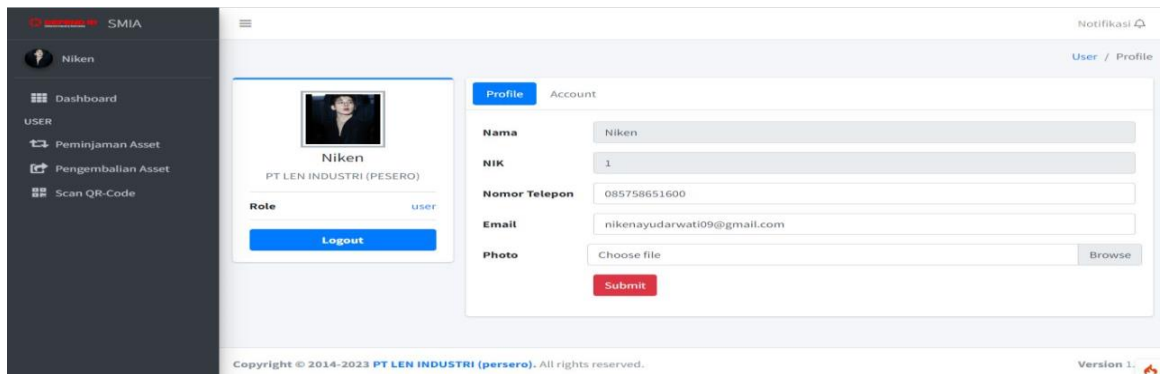 SMIA
Notifikasi
Niken
User / Profile
Dashboard
USER
Peminjaman Asset
Pengembalian Asset
Scan QR-Code
Niken
PT LEN INDUSTRI (PESERO)
Role user
Logout
Profile Account
Nama Niken
NIK 1
Nomor Telepon 085758651600
Email nikenayudarwati09@gmail.com
Photo Choose file Browse
Submit
Copyright © 2014-2023 PT LEN INDUSTRI (persero). All rights reserved.
Version 1.